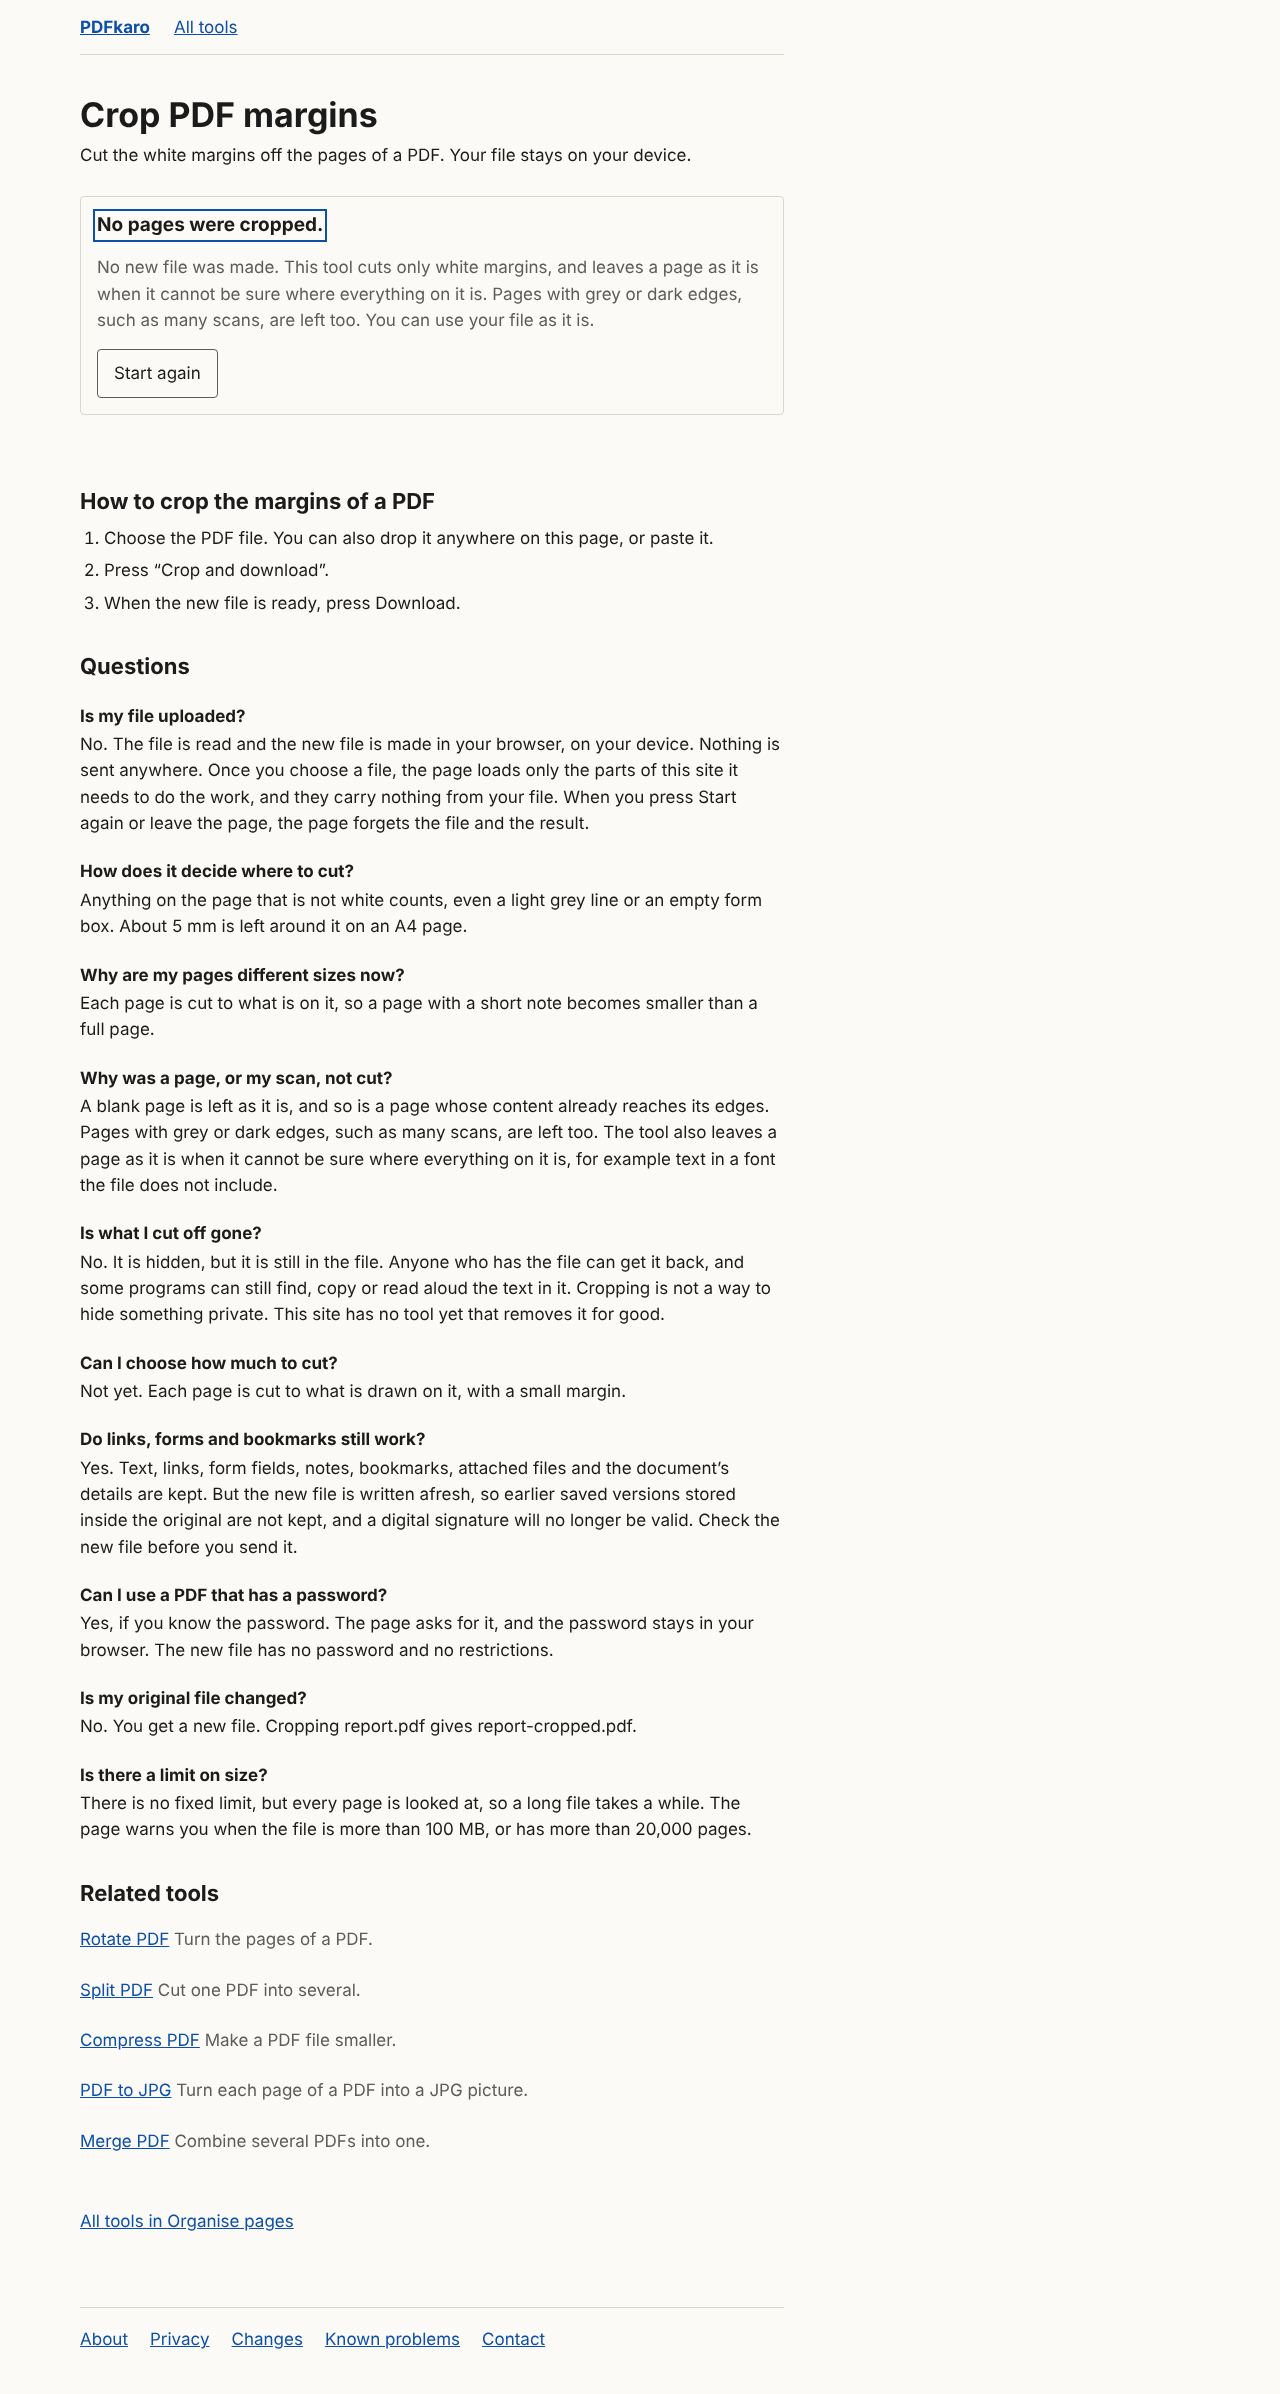 PDFkaro All tools
Crop PDF margins
Cut the white margins off the pages of a PDF. Your file stays on your device.
No pages were cropped.
No new file was made. This tool cuts only white margins, and leaves a page as it is
when it cannot be sure where everything on it is. Pages with grey or dark edges,
such as many scans, are left too. You can use your file as it is.
Start again
How to crop the margins of a PDF
1. Choose the PDF file. You can also drop it anywhere on this page, or paste it.
2. Press “Crop and download”.
3. When the new file is ready, press Download.
Questions
Is my file uploaded?
No. The file is read and the new file is made in your browser, on your device. Nothing is
sent anywhere. Once you choose a file, the page loads only the parts of this site it
needs to do the work, and they carry nothing from your file. When you press Start
again or leave the page, the page forgets the file and the result.
How does it decide where to cut?
Anything on the page that is not white counts, even a light grey line or an empty form
box. About 5 mm is left around it on an A4 page.
Why are my pages different sizes now?
Each page is cut to what is on it, so a page with a short note becomes smaller than a
full page.
Why was a page, or my scan, not cut?
A blank page is left as it is, and so is a page whose content already reaches its edges.
Pages with grey or dark edges, such as many scans, are left too. The tool also leaves a
page as it is when it cannot be sure where everything on it is, for example text in a font
the file does not include.
Is what I cut off gone?
No. It is hidden, but it is still in the file. Anyone who has the file can get it back, and
some programs can still find, copy or read aloud the text in it. Cropping is not a way to
hide something private. This site has no tool yet that removes it for good.
Can I choose how much to cut?
Not yet. Each page is cut to what is drawn on it, with a small margin.
Do links, forms and bookmarks still work?
Yes. Text, links, form fields, notes, bookmarks, attached files and the document’s
details are kept. But the new file is written afresh, so earlier saved versions stored
inside the original are not kept, and a digital signature will no longer be valid. Check the
new file before you send it.
Can I use a PDF that has a password?
Yes, if you know the password. The page asks for it, and the password stays in your
browser. The new file has no password and no restrictions.
Is my original file changed?
No. You get a new file. Cropping report.pdf gives report-cropped.pdf.
Is there a limit on size?
There is no fixed limit, but every page is looked at, so a long file takes a while. The
page warns you when the file is more than 100 MB, or has more than 20,000 pages.
Related tools
Rotate PDF Turn the pages of a PDF.
Split PDF Cut one PDF into several.
Compress PDF Make a PDF file smaller.
PDF to JPG Turn each page of a PDF into a JPG picture.
Merge PDF Combine several PDFs into one.
All tools in Organise pages
About Privacy Changes Known problems Contact